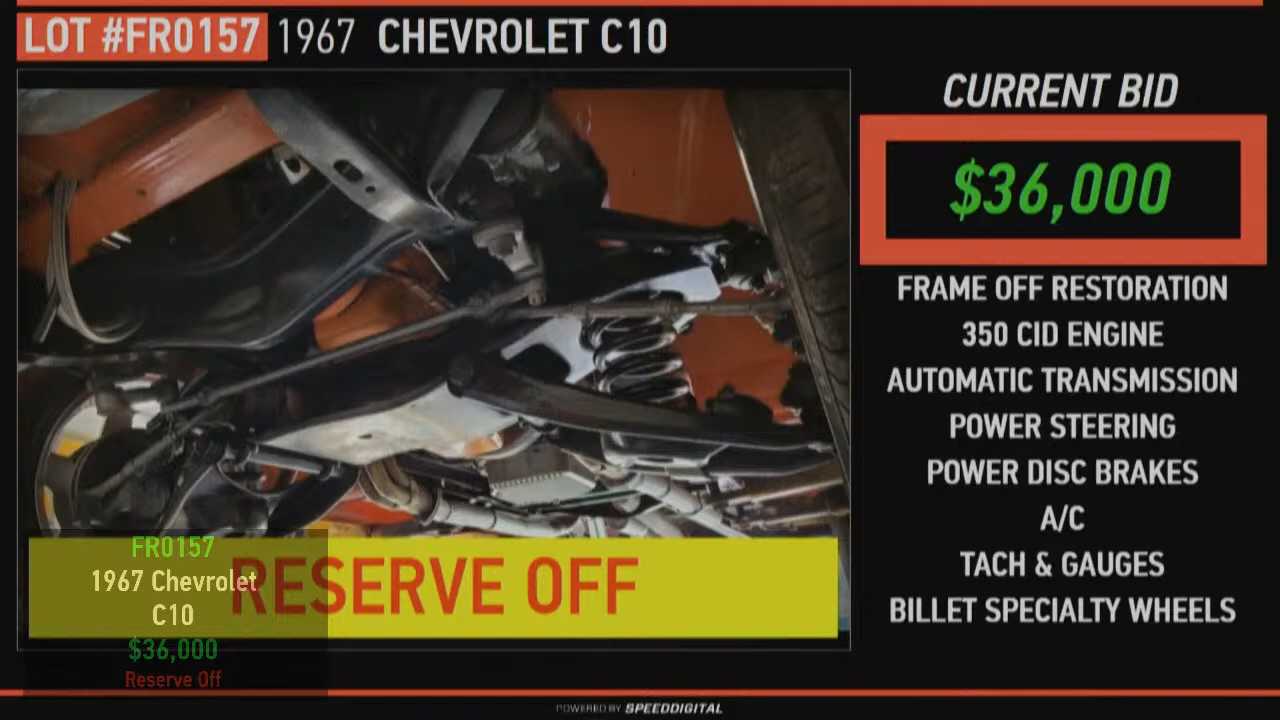 LOT #FR0157 1967 CHEVROLET C10
CURRENT BID
$36,000
FRAME OFF RESTORATION
350 CID ENGINE
AUTOMATIC TRANSMISSION
POWER STEERING
POWER DISC BRAKES
A/C
TACH & GAUGES
BILLET SPECIALTY WHEELS
RESERVE OFF
FR0157
1967 Chevrolet
C10
$36,000
Reserve Off
POWERED BY SPEEDDIGITAL